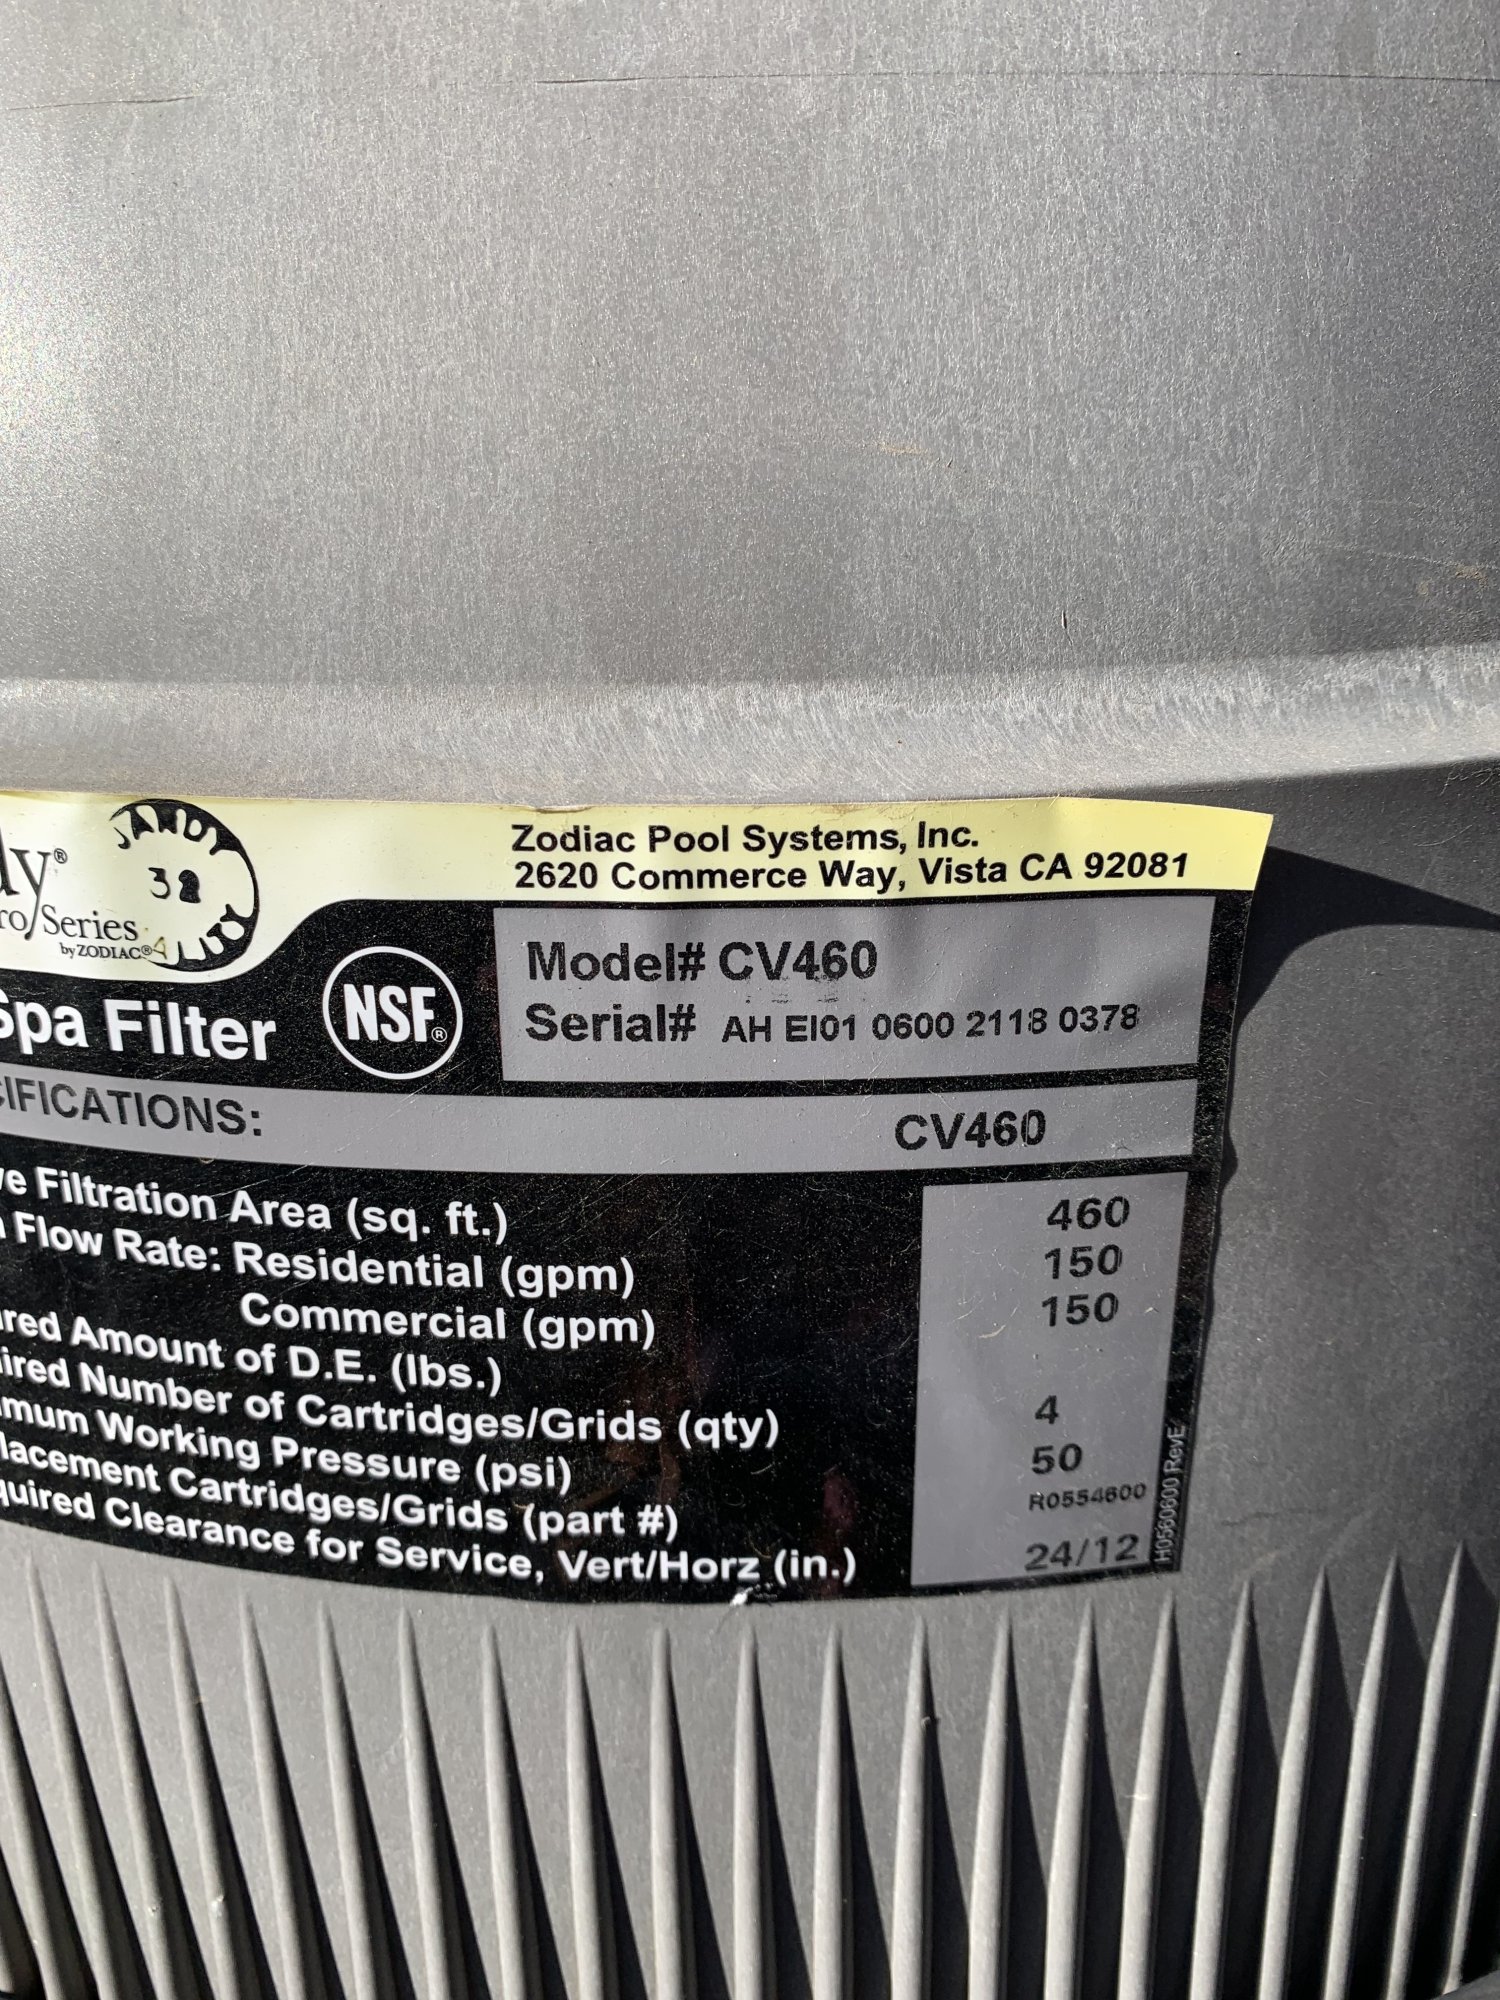 JANDY
38
Zodiac Pool Systems, Inc.
2620 Commerce Way, Vista CA 92081
Series
by ZODIAC®
Spa Filter
NSF®
Model# CV460
Serial# AH EI01 0600 2118 0378
IFICATIONS:
CV460
e Filtration Area (sq. ft.) 460
Flow Rate: Residential (gpm) 150
Commercial (gpm) 150
red Amount of D.E. (lbs.)
ired Number of Cartridges/Grids (qty) 4
mum Working Pressure (psi) 50
lacement Cartridges/Grids (part #) R0554600
quired Clearance for Service, Vert/Horz (in.) 24/12
H0560600 RevE